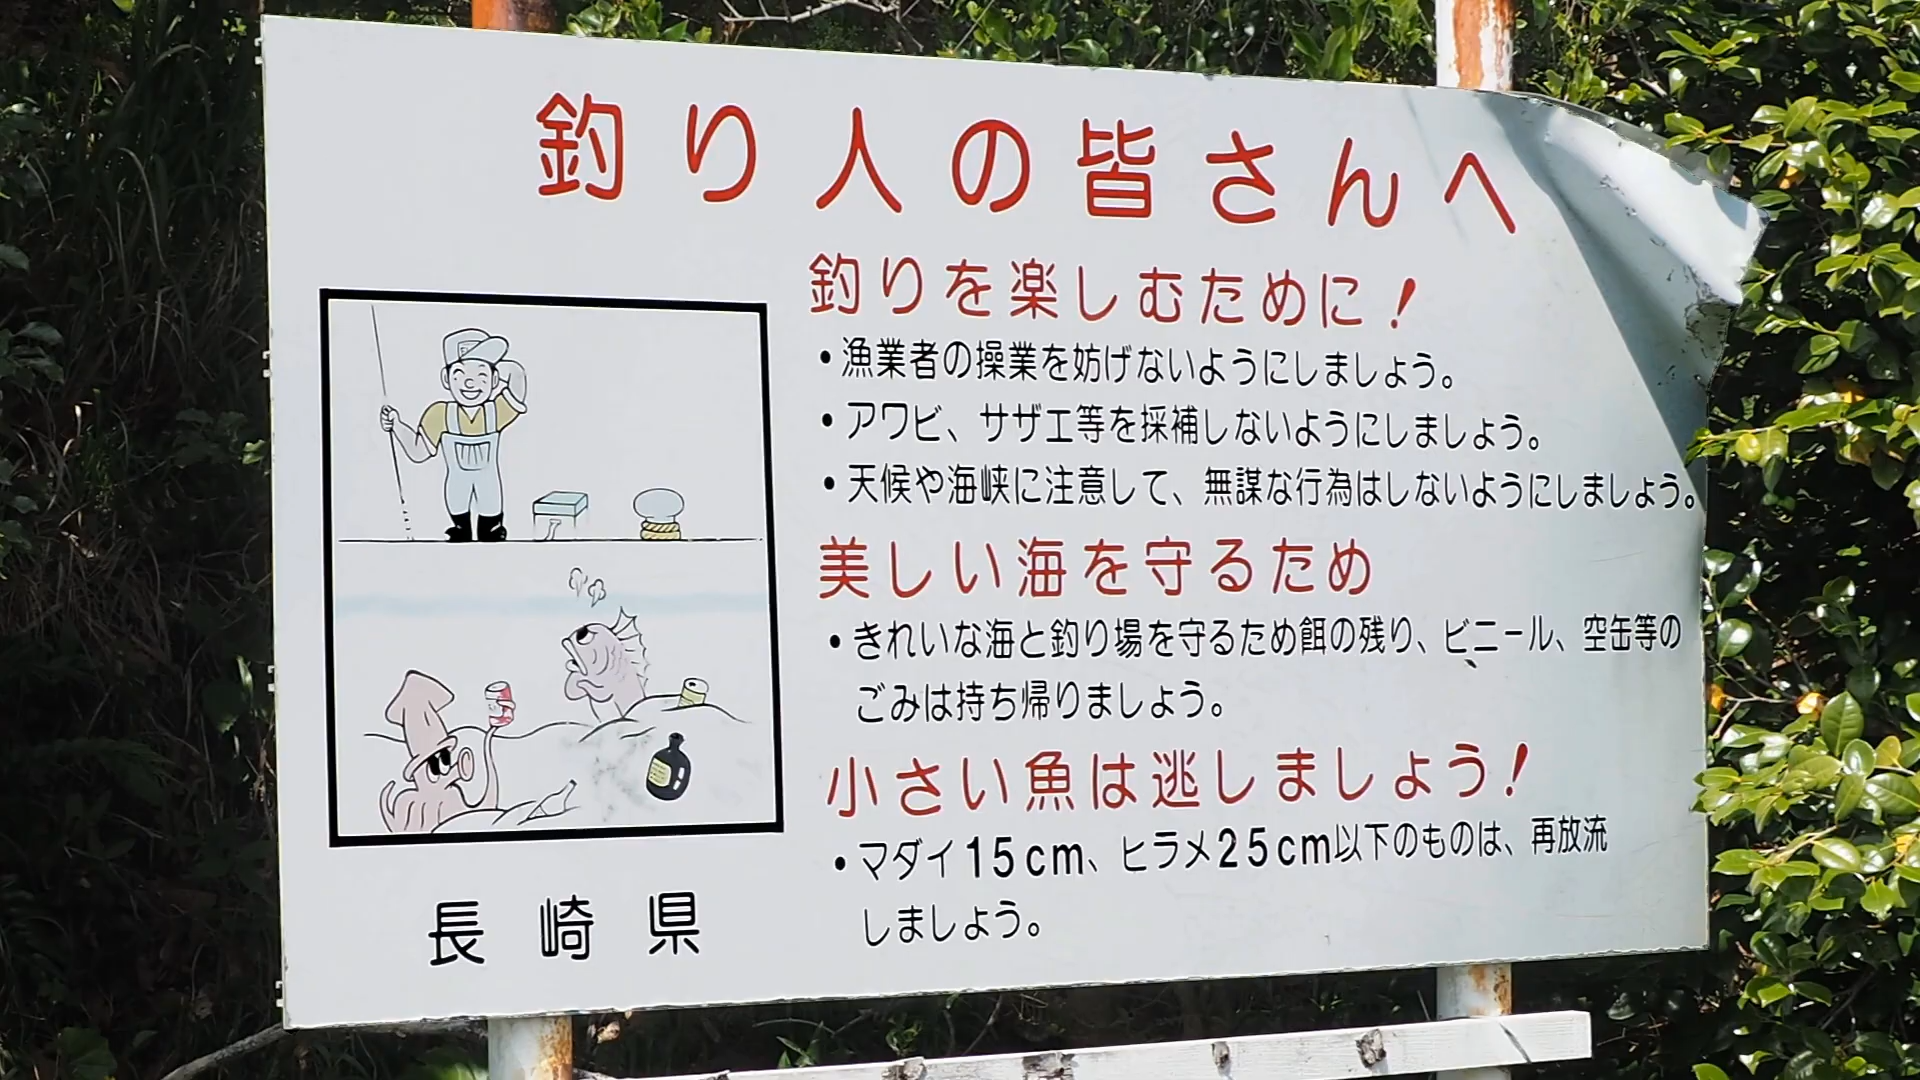 釣り人の皆さんへ
釣りを楽しむために!
・漁業者の操業を妨げないようにしましょう。
・アワビ、サザエ等を採補しないようにしましょう。
・天候や海峡に注意して、無謀な行為はしないようにしましょう。
美しい海を守るため
・きれいな海と釣り場を守るため餌の残り、ビニール、空缶等の
ごみは持ち帰りましょう。
小さい魚は逃しましょう!
・マダイ15cm、ヒラメ25cm以下のものは、再放流
しましょう。
長崎県